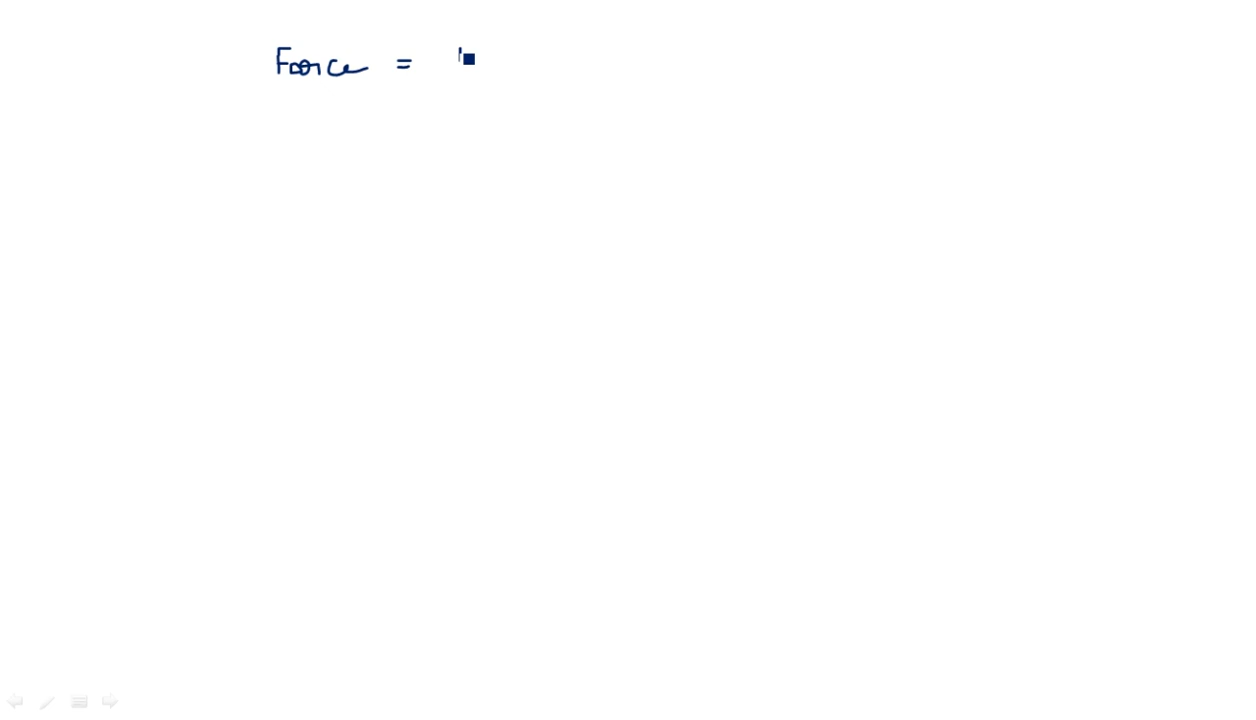 Force =